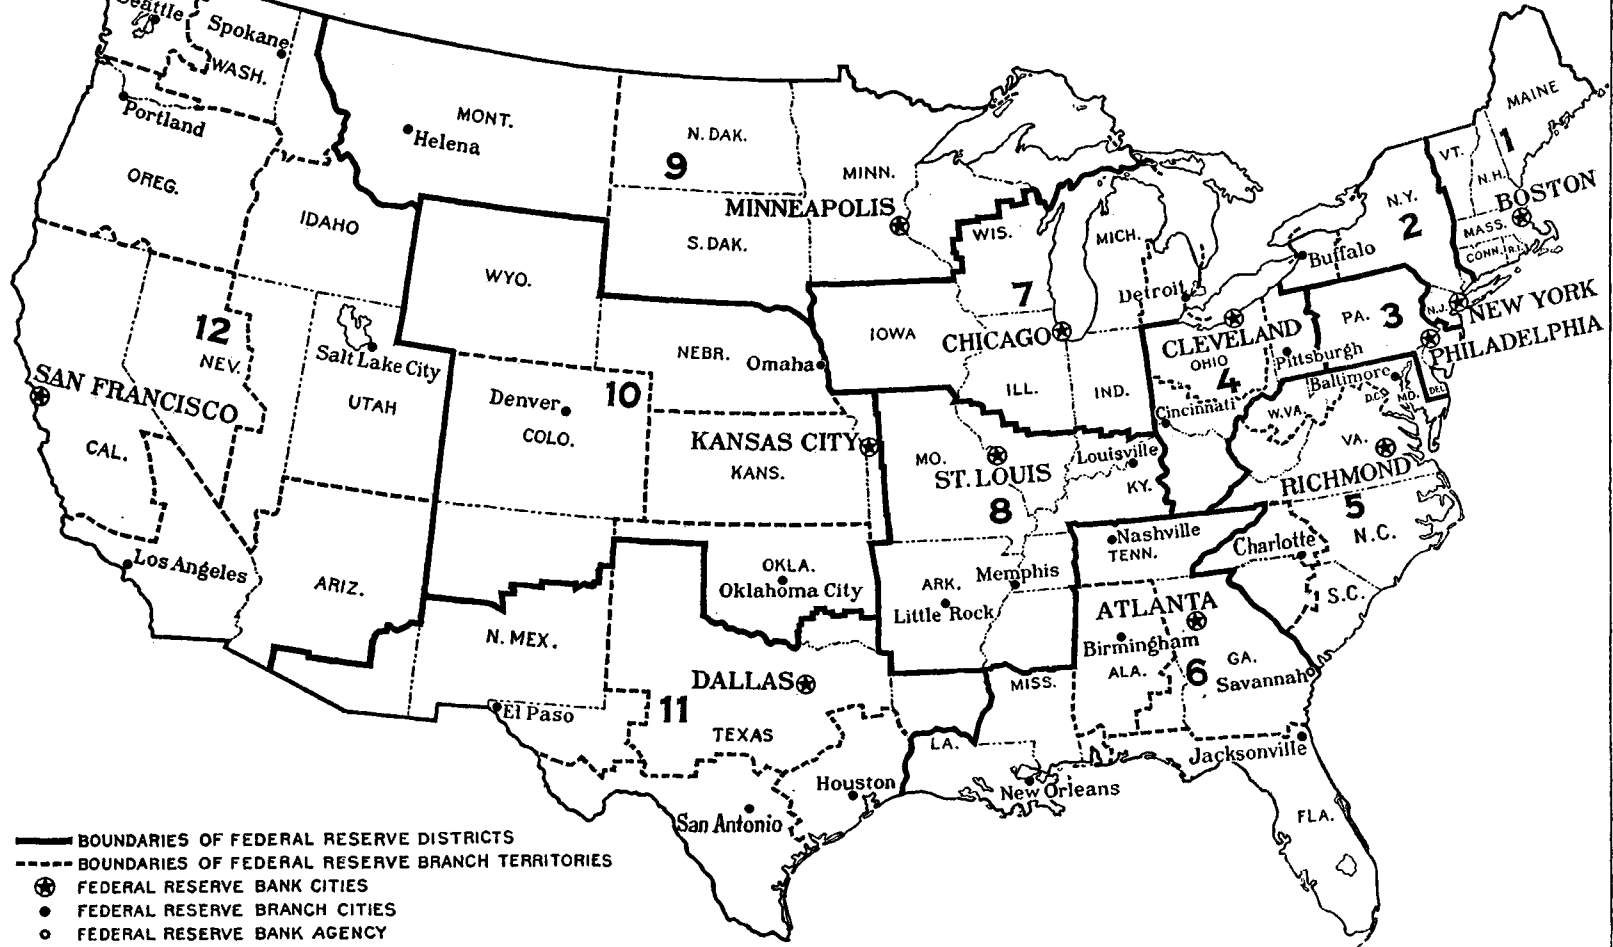 Seattle
Spokane
WASH.
Portland
OREG.
MONT.
Helena
IDAHO
N. DAK.
9
S. DAK.
MINN.
MINNEAPOLIS
WYO.
WIS.
MICH.
7
Detroit
MAINE
1
VT.
N.H.
BOSTON
MASS.
CONN.
R.I.
N.Y.
2
Buffalo
NEW YORK
N.J.
PA.
3
PHILADELPHIA
Pittsburgh
CLEVELAND
OHIO
4
Cincinnati
IOWA
CHICAGO
ILL.
IND.
12
NEV.
SAN FRANCISCO
CAL.
Salt Lake City
UTAH
Los Angeles
ARIZ.
NEBR.
Omaha
10
Denver
COLO.
KANSAS CITY
KANS.
MO.
ST. LOUIS
8
Louisville
KY.
Baltimore
D.C.
MD.
DEL.
W.VA.
VA.
RICHMOND
5
N.C.
Charlotte
S.C.
Nashville
TENN.
Memphis
ARK.
Little Rock
OKLA.
Oklahoma City
N. MEX.
El Paso
DALLAS
11
TEXAS
Houston
San Antonio
LA.
New Orleans
MISS.
ATLANTA
Birmingham
ALA.
6
GA.
Savannah
Jacksonville
FLA.
BOUNDARIES OF FEDERAL RESERVE DISTRICTS
BOUNDARIES OF FEDERAL RESERVE BRANCH TERRITORIES
FEDERAL RESERVE BANK CITIES
FEDERAL RESERVE BRANCH CITIES
FEDERAL RESERVE BANK AGENCY